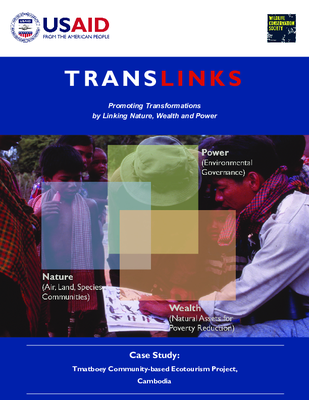 USAID
FROM THE AMERICAN PEOPLE
WILDLIFE
CONSERVATION
SOCIETY
TRANSLINKS
Promoting Transformations
by Linking Nature, Wealth and Power
Power
(Environmental
Governance)
Nature
(Air, Land, Species,
Communities)
Wealth
(Natural Assets for
Poverty Reduction)
Case Study:
Tmatboey Community-based Ecotourism Project,
Cambodia